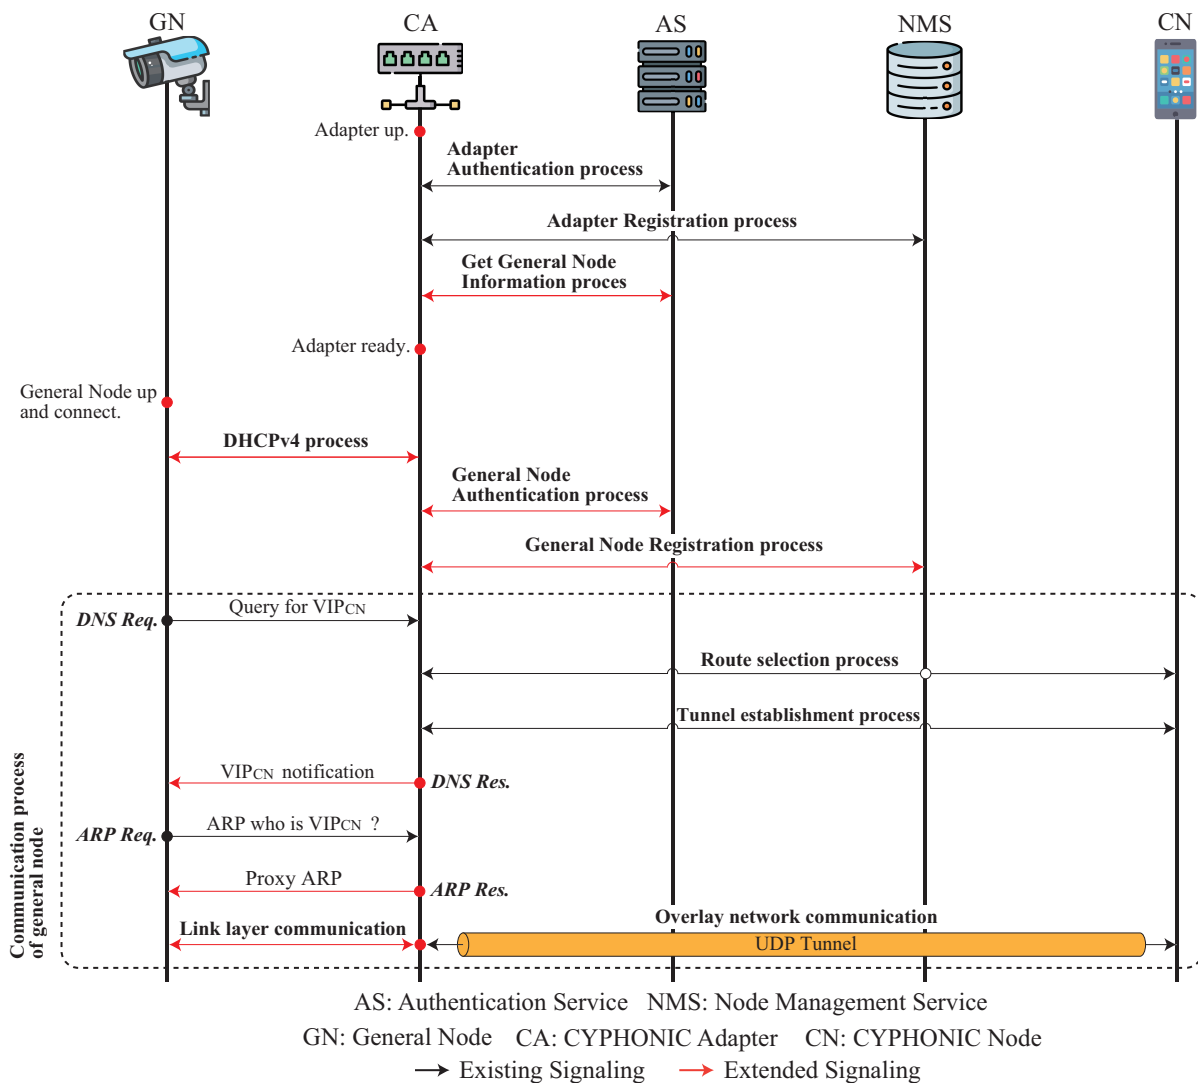 GN
CA
AS
NMS
CN
Adapter up.
Adapter
Authentication process
Adapter Registration process
Get General Node
Information proces
Adapter ready.
General Node up
and connect.
DHCPv4 process
General Node
Authentication process
General Node Registration process
Communication process
of general node
DNS Req.
Query for VIPCN
Route selection process
Tunnel establishment process
VIPCN notification
DNS Res.
ARP Req.
ARP who is VIPCN ?
Proxy ARP
ARP Res.
Link layer communication
Overlay network communication
UDP Tunnel
AS: Authentication Service NMS: Node Management Service
GN: General Node CA: CYPHONIC Adapter CN: CYPHONIC Node
Existing Signaling Extended Signaling